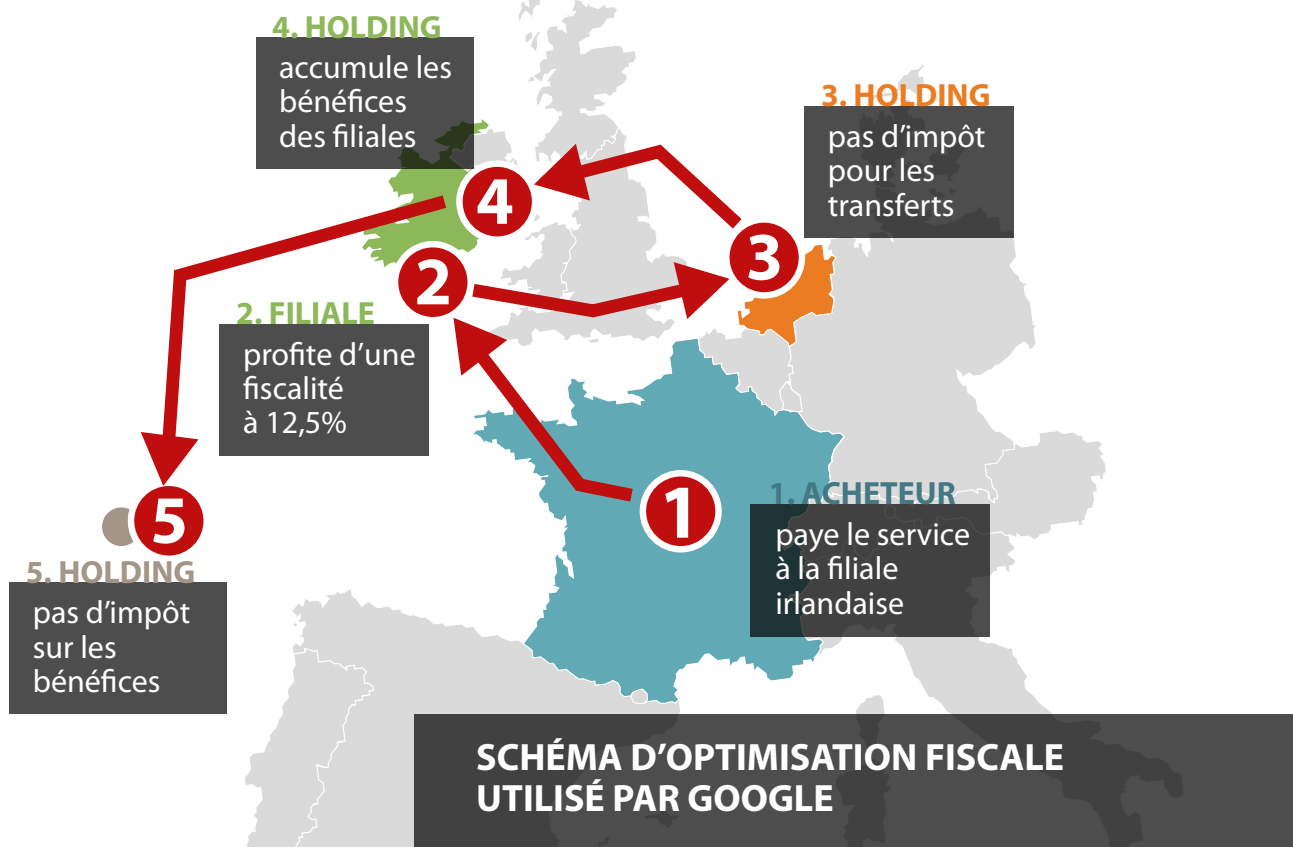 4. HOLDING
accumule les
bénéfices
des filiales
3. HOLDING
pas d'impôt
pour les
transferts
4
3
2
2. FILIALE
profite d'une
fiscalité
à 12,5%
1
1. ACHETEUR
paye le service
à la filiale
irlandaise
5
5. HOLDING
pas d'impôt
sur les
bénéfices
SCHÉMA D'OPTIMISATION FISCALE
UTILISÉ PAR GOOGLE